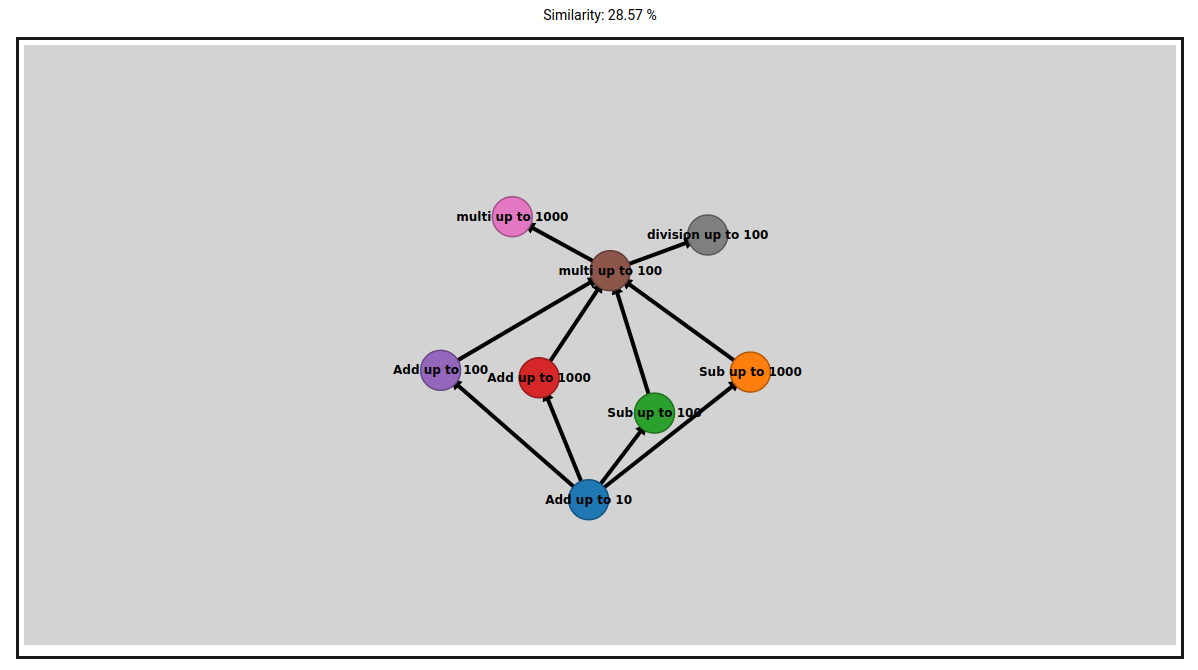 Similarity: 28.57 %
multi up to 1000
division up to 100
multi up to 100
Add up to 100
Add up to 1000
Sub up to 1000
Sub up to 100
Add up to 10